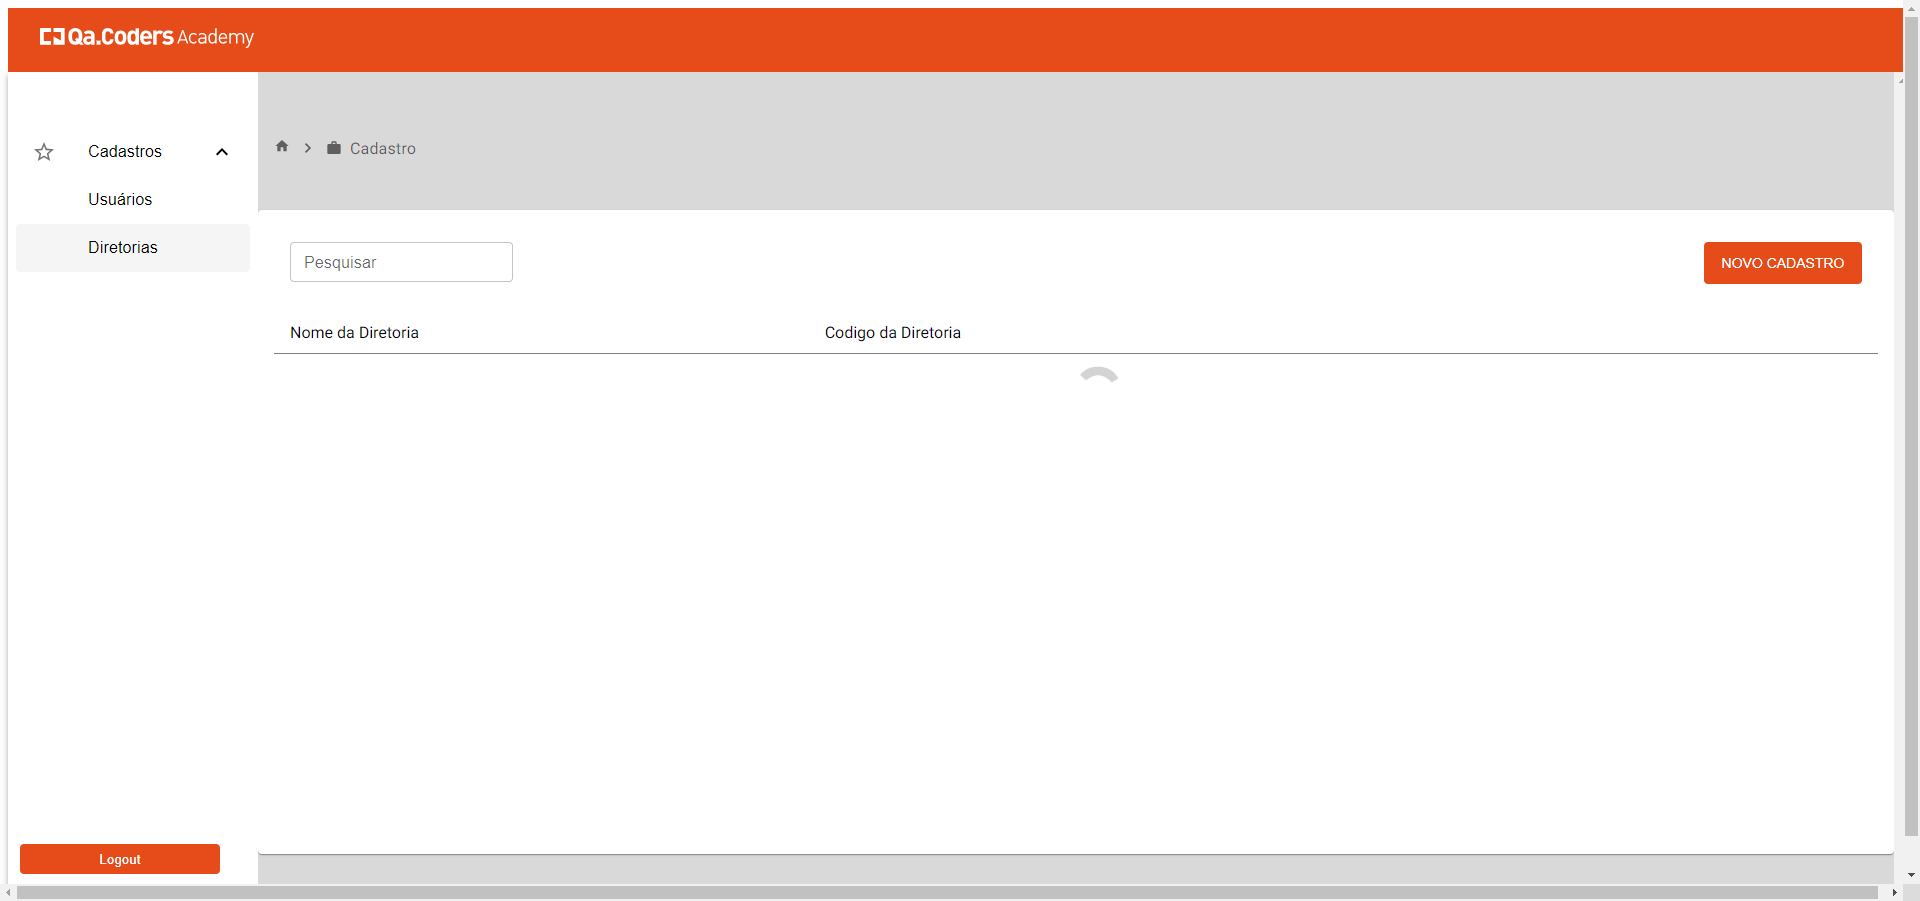 Qa.Coders Academy
Cadastros
Usuários
Diretorias
Cadastro
Pesquisar
NOVO CADASTRO
Nome da Diretoria
Codigo da Diretoria
Logout